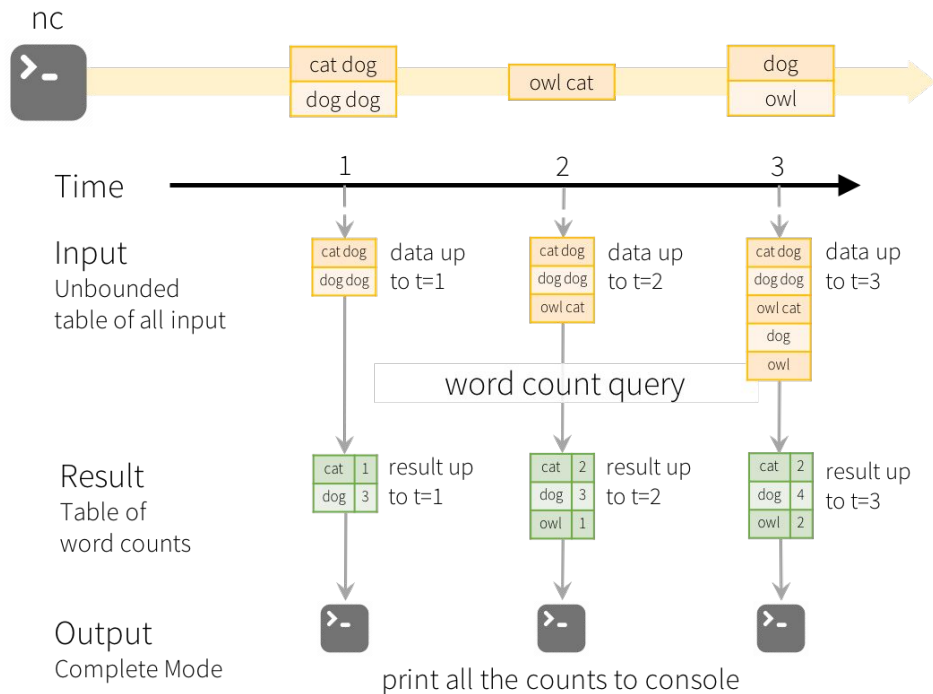 nc
>_
cat dog
dog dog
owl cat
dog
owl
Time
1
2
3
Input
Unbounded
table of all input
cat dog
dog dog
data up
to t=1
cat dog
dog dog
owl cat
data up
to t=2
cat dog
dog dog
owl cat
dog
owl
data up
to t=3
word count query
Result
Table of
word counts
cat 1
dog 3
result up
to t=1
cat 2
dog 3
owl 1
result up
to t=2
cat 2
dog 4
owl 2
result up
to t=3
Output
Complete Mode
>_
>_
>_
print all the counts to console